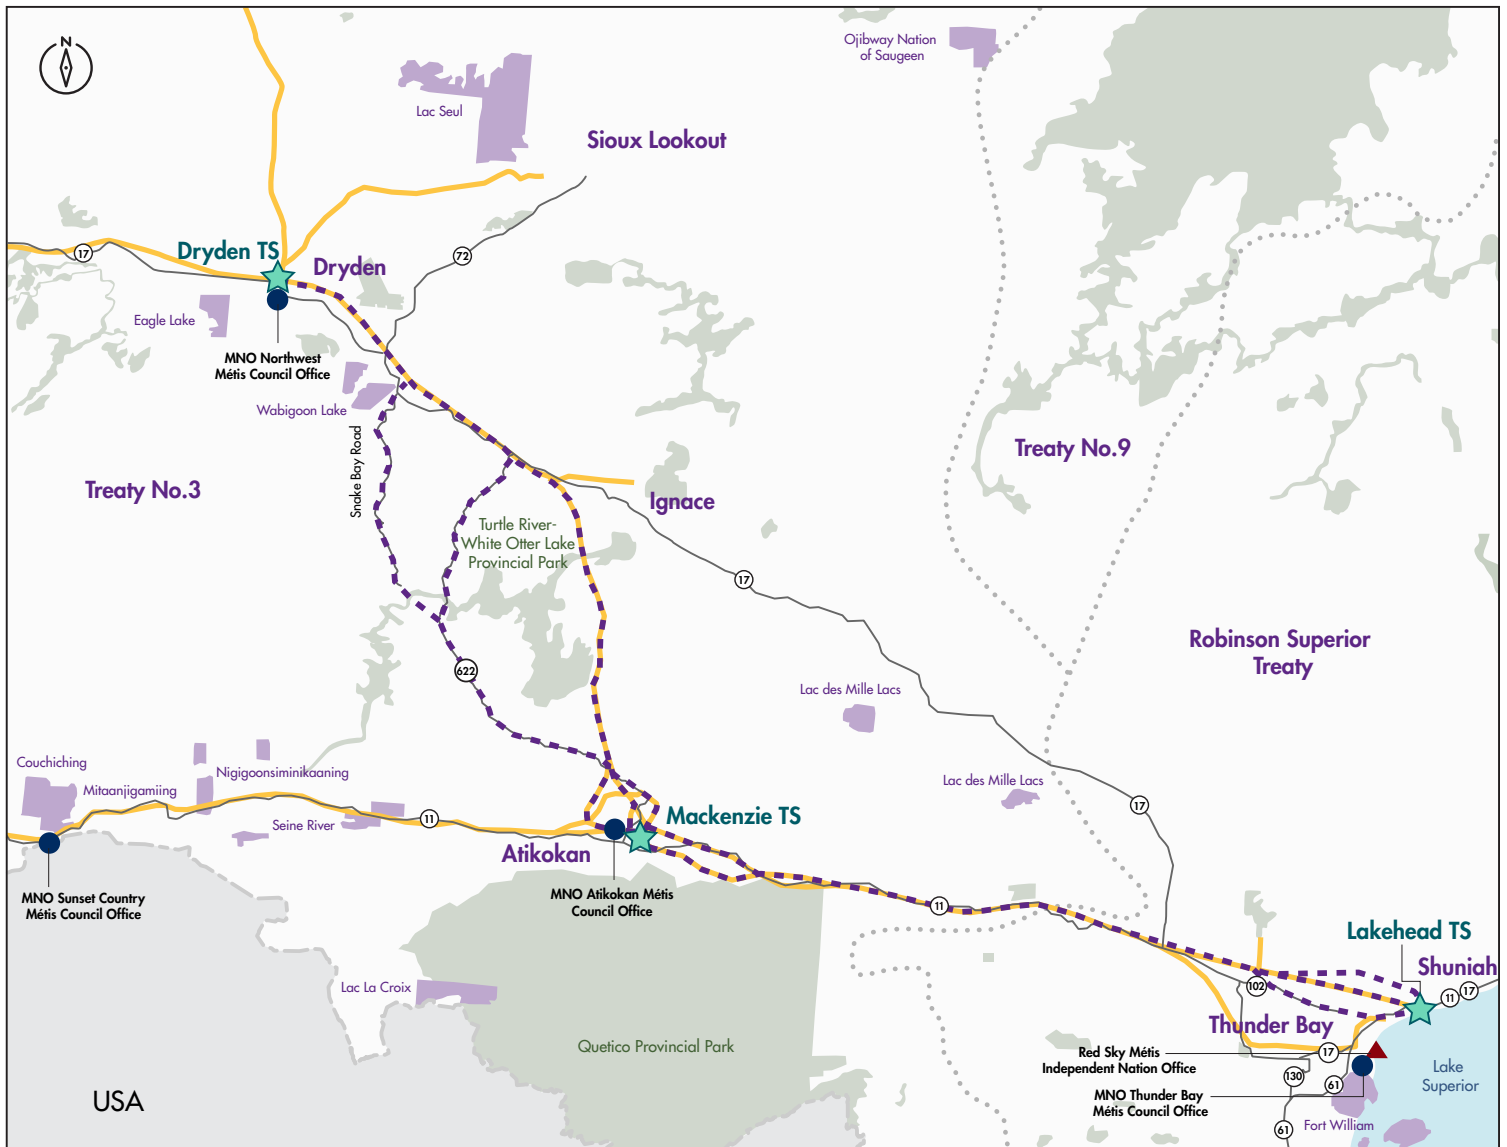 N
Ojibway Nation
of Saugeen
Lac Seul
Sioux Lookout
Dryden TS
17
72
Dryden
Eagle Lake
MNO Northwest
Métis Council Office
Wabigoon Lake
Snake Bay Road
Treaty No.9
Treaty No.3
Ignace
Turtle River-
White Otter Lake
Provincial Park
17
Robinson Superior
Treaty
622
Lac des Mille Lacs
Couchiching
Nigigoonsiminikaaning
Mitaanjigamiing
Lac des Mille Lacs
17
Seine River
11
Mackenzie TS
Atikokan
MNO Sunset Country
Métis Council Office
MNO Atikokan Métis
Council Office
11
Lakehead TS
Shuniah
Lac La Croix
102
11
17
Thunder Bay
Quetico Provincial Park
Red Sky Métis
Independent Nation Office
17
Lake
Superior
130
61
MNO Thunder Bay
Métis Council Office
USA
61
Fort William